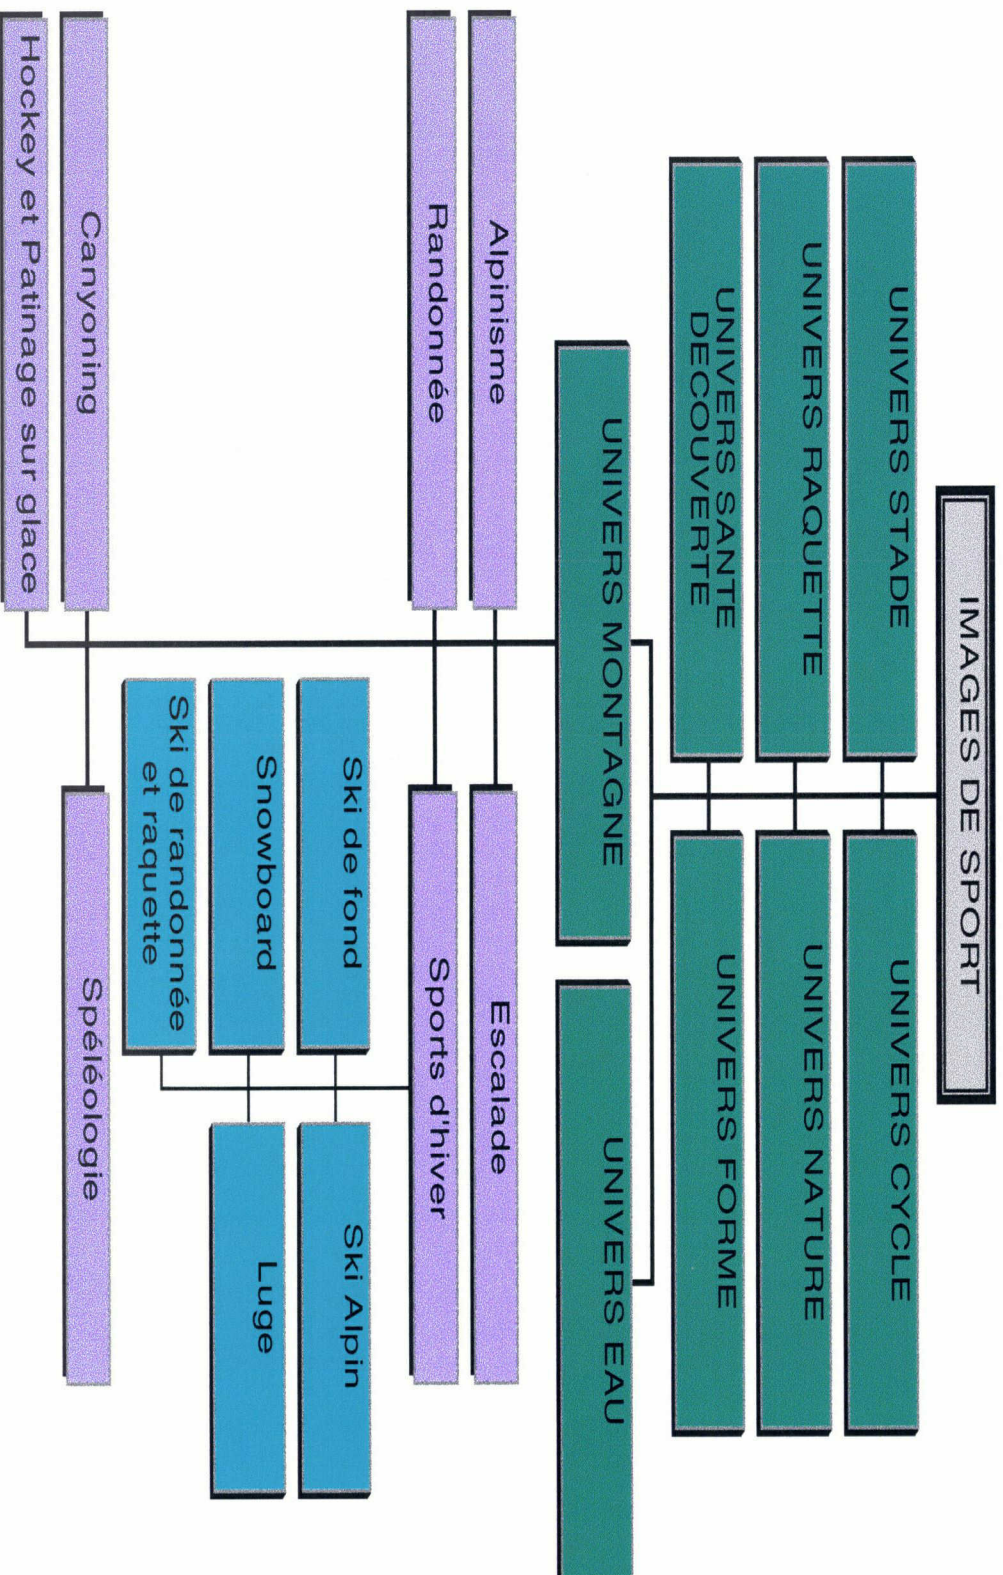 IMAGES DE SPORT
UNIVERS STADE
UNIVERS CYCLE
UNIVERS RAQUETTE
UNIVERS NATURE
UNIVERS SANTE
DECOUVERTE
UNIVERS FORME
UNIVERS MONTAGNE
UNIVERS EAU
Alpinisme
Escalade
Randonnée
Sports d'hiver
Ski de fond
Ski Alpin
Snowboard
Luge
Ski de randonnée
et raquette
Canyoning
Spéléologie
Hockey et Patinage sur glace